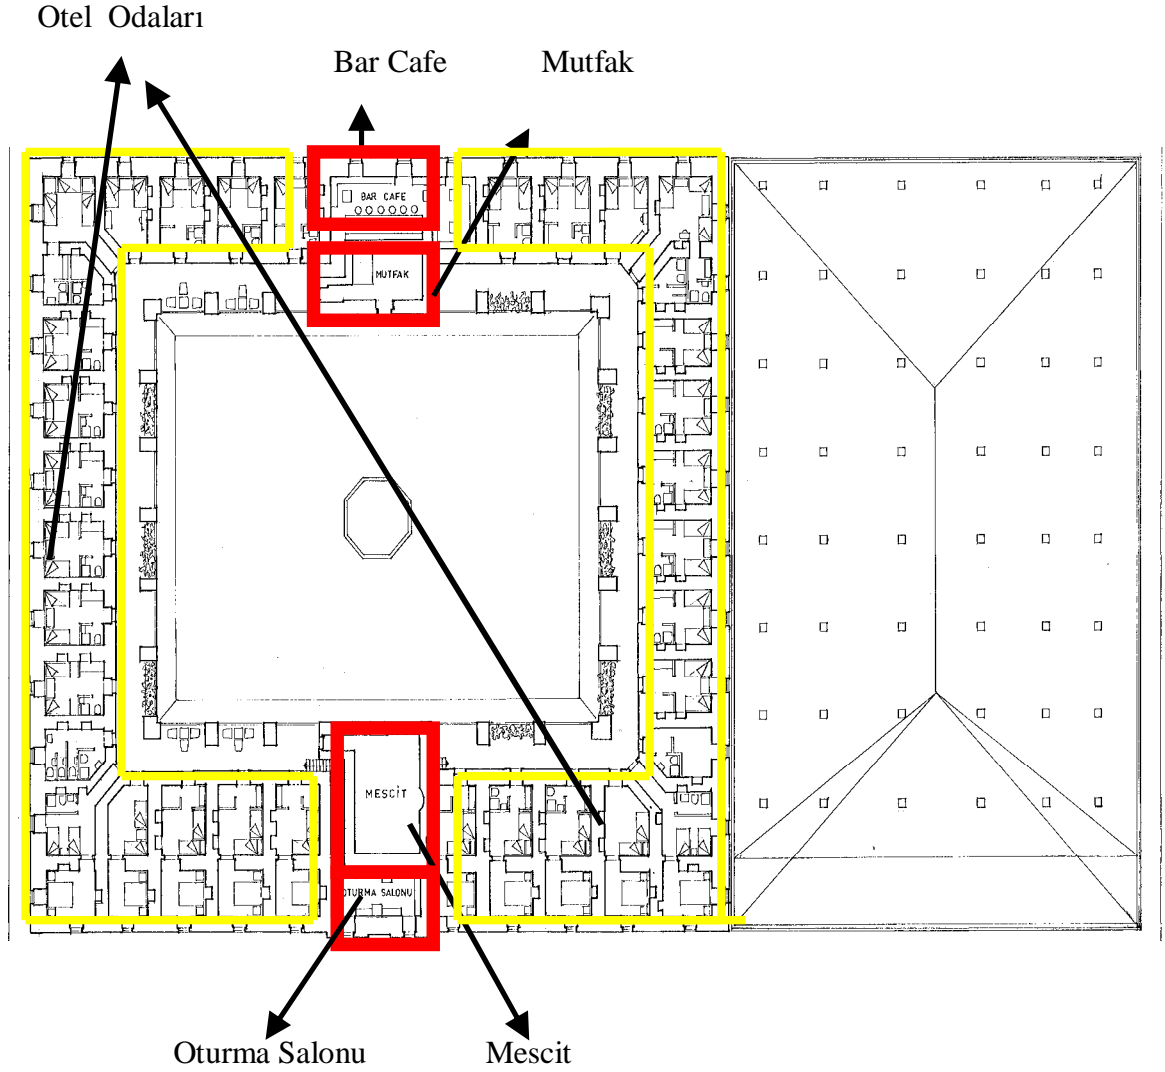 Otel Odaları
Bar Cafe
Mutfak
BAR CAFE
MUTFAK
MESCİT
OTURMA SALONU
Oturma Salonu
Mescit